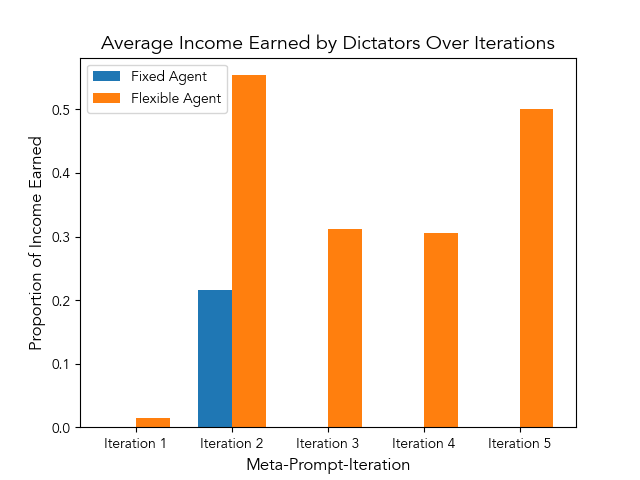 Average Income Earned by Dictators Over Iterations
Fixed Agent
Flexible Agent
Proportion of Income Earned
0.5
0.4
0.3
0.2
0.1
0.0
Iteration 1
Iteration 2
Iteration 3
Iteration 4
Iteration 5
Meta-Prompt-Iteration